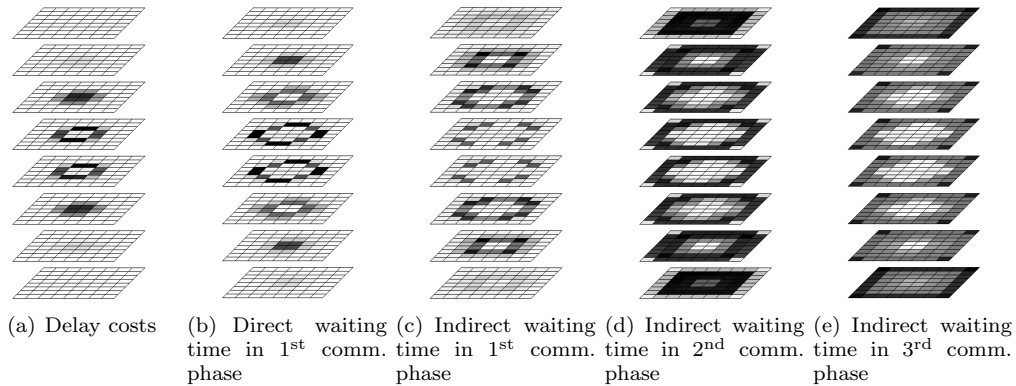 (a) Delay costs
(b) Direct waiting time in 1st comm. phase
(c) Indirect waiting time in 1st comm. phase
(d) Indirect waiting time in 2nd comm. phase
(e) Indirect waiting time in 3rd comm. phase